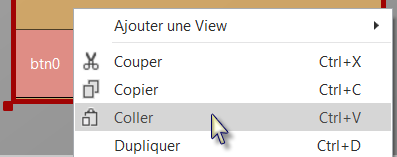 Ajouter une View
btn0
Couper Ctrl+X
Copier Ctrl+C
Coller Ctrl+V
Dupliquer Ctrl+D